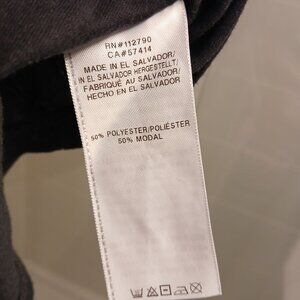 RN#112790
CA#57414
MADE IN EL SALVADOR/
IN EL SALVADOR HERGESTELLT/
FABRIQUÉ AU SALVADOR/
HECHO EN EL SALVADOR
50% POLYESTER/POLIÉSTER
50% MODAL